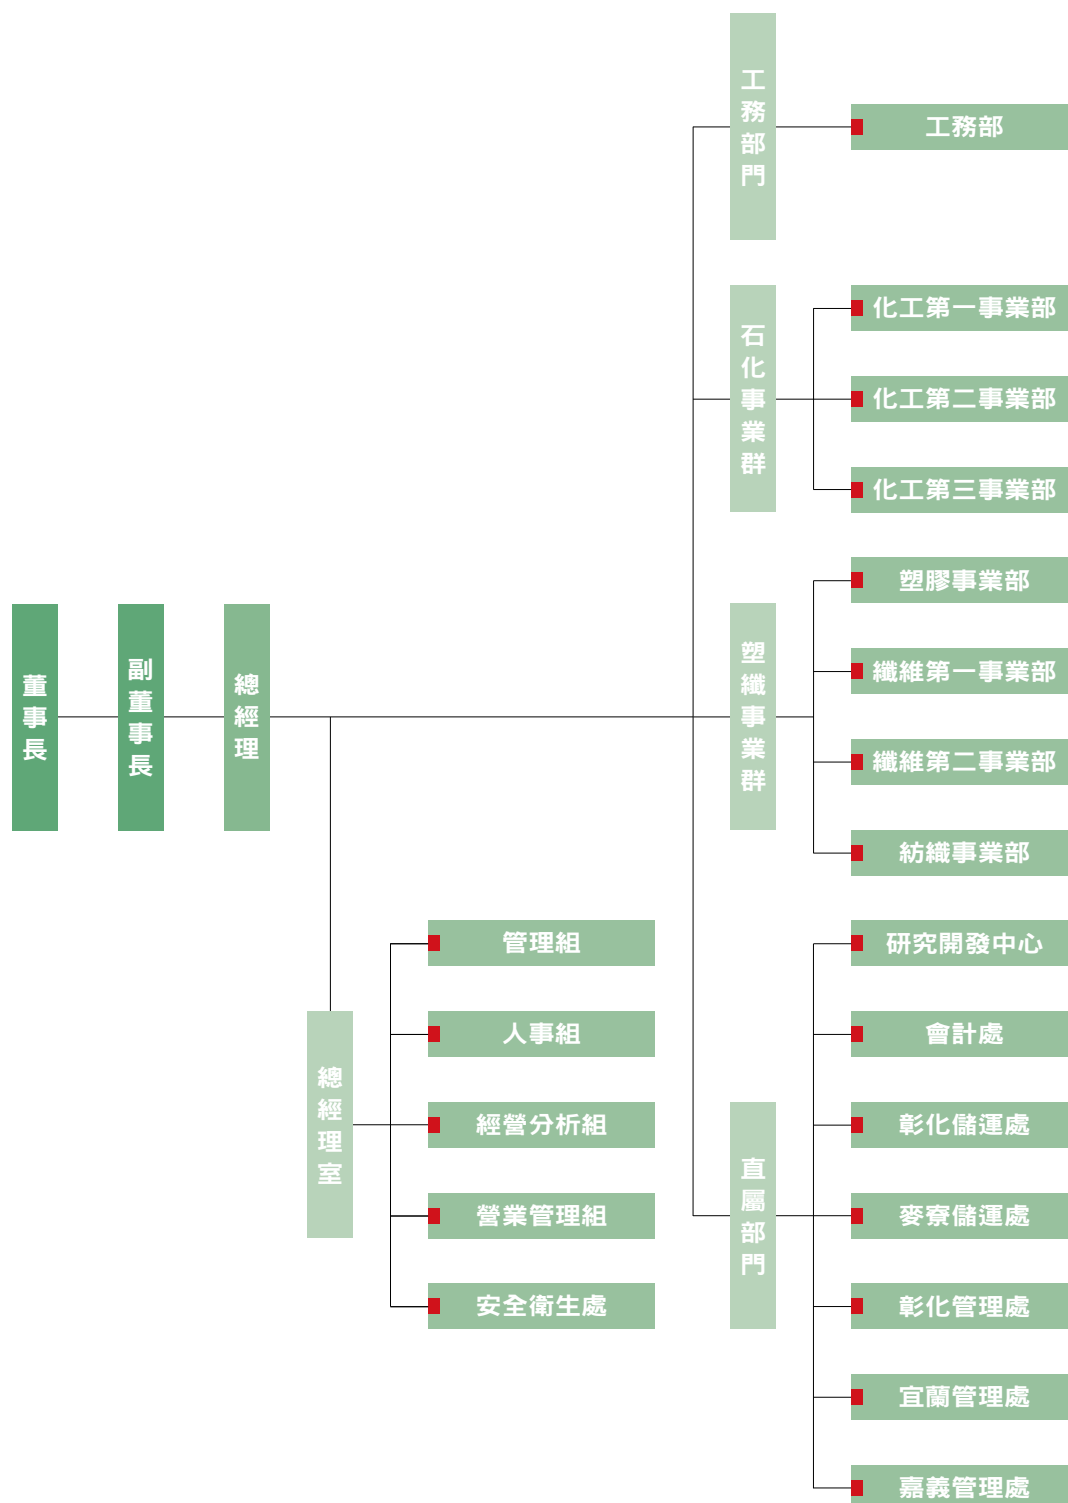 董事長
副董事長
總經理
總經理室
管理組
人事組
經營分析組
營業管理組
安全衛生處
工務部門
工務部
石化事業群
化工第一事業部
化工第二事業部
化工第三事業部
塑纖事業群
塑膠事業部
纖維第一事業部
纖維第二事業部
紡織事業部
直屬部門
研究開發中心
會計處
彰化儲運處
麥寮儲運處
彰化管理處
宜蘭管理處
嘉義管理處